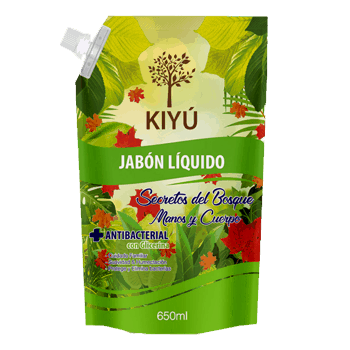 KIYÚ
JABÓN LÍQUIDO
Secretos del Bosque
Manos y Cuerpo
+ANTIBACTERIAL
con Glicerina
650ml